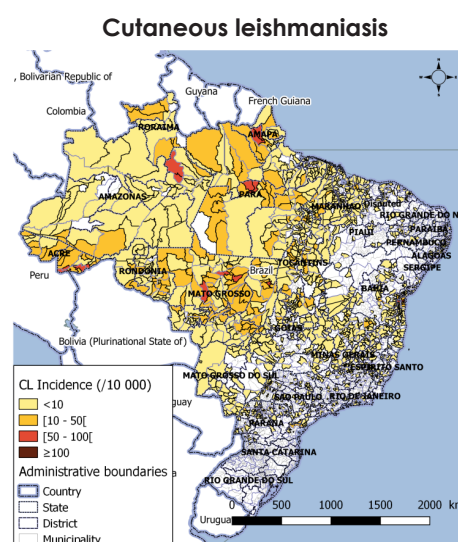 Cutaneous leishmaniasis
, Bolivarian Republic of
Guyana
Colombia
French Guiana
RORAIMA
AMAPA
AMAZONAS
PARA
MARANHAO
Disputed
RIO GRANDE DO N
PARAIBA
PIAUI
PERNAMBUCO
ALAGOAS
SERGIPE
ACRE
Peru
RONDONIA
Brazil
TOCANTINS
BAHIA
MATO GROSSO
GOIAS
Bolivia (Plurinational State of)
MINAS GERAIS
ESPIRITO SANTO
MATO GROSSO DO SUL
SAO PAULO
RIO DE JANEIRO
guay
PARANA
SANTA CATARINA
RIO GRANDE DO SUL
Urugua
CL Incidence (/10 000)
<10
[10 - 50[
[50 - 100[
≥100
Administrative boundaries
Country
State
District
Municipality
0 500 1000 1500 2000 km